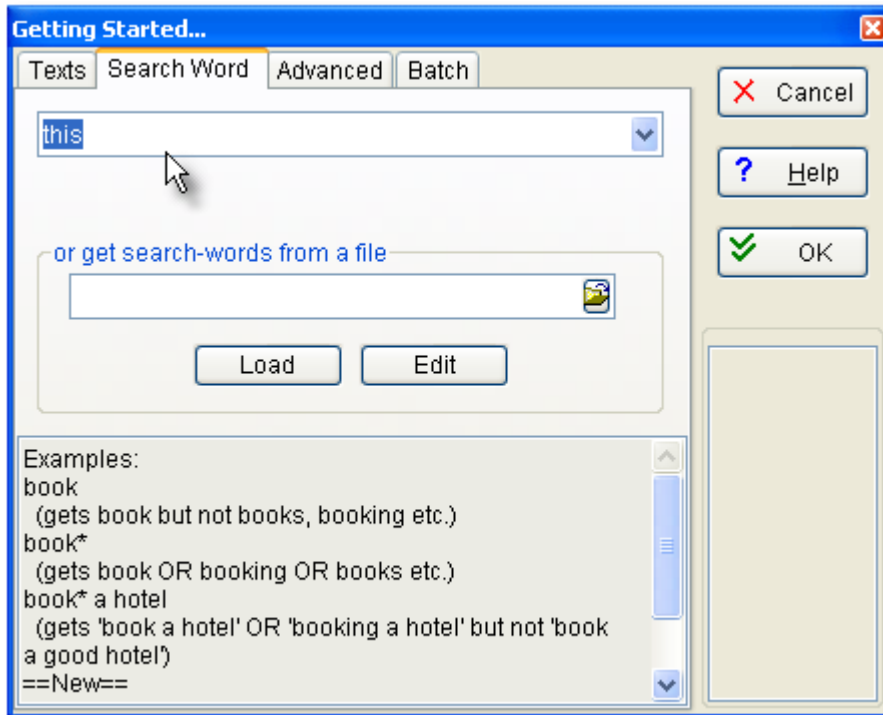 Getting Started...
Texts
Search Word
Advanced
Batch
Cancel
this
? Help
or get search-words from a file
OK
Load
Edit
Examples:
book
(gets book but not books, booking etc.)
book*
(gets book OR booking OR books etc.)
book* a hotel
(gets 'book a hotel' OR 'booking a hotel' but not 'book
a good hotel')
==New==